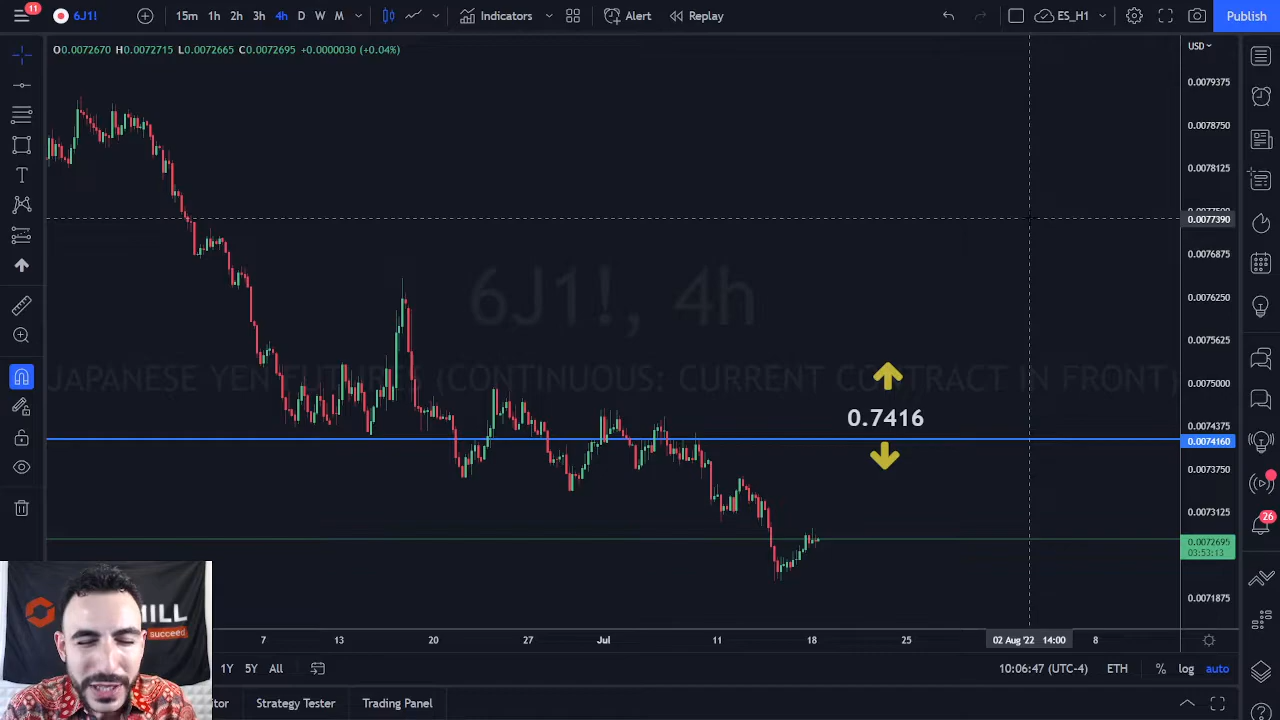 11
6J1!
15m 1h 2h 3h 4h D W M
Indicators
Alert
Replay
ES_H1
Publish
O0.0072670 H0.0072715 L0.0072665 C0.0072695 +0.0000030 (+0.04%)
USD
0.0079375
0.0078750
0.0078125
0.0077390
0.0076875
0.0076250
0.0075625
0.0075000
0.0074375
0.0074160
0.0073750
0.0073125
0.0072695
03:53:13
0.0071875
6J1!, 4h
JAPANESE YEN FUTURES (CONTINUOUS: CURRENT CONTRACT IN FRONT)
0.7416
26
HILL
succeed
7 13 20 27 Jul 11 18 25 02 Aug '22 14:00 8
1Y 5Y All
10:06:47 (UTC-4) ETH % log auto
Strategy Tester
Trading Panel